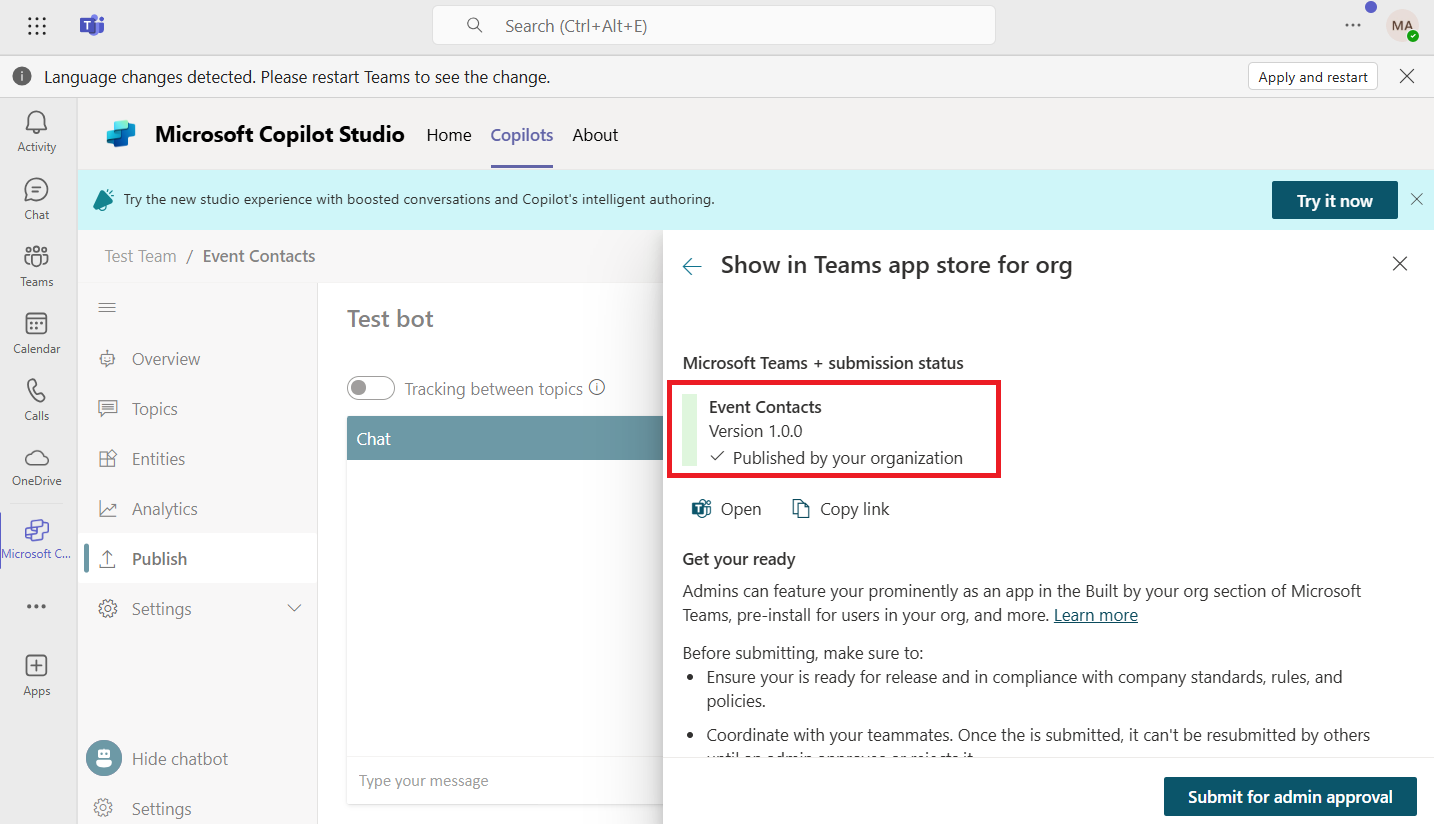 Search (Ctrl+Alt+E)
MA
Language changes detected. Please restart Teams to see the change.
Apply and restart
Activity
Chat
Teams
Calendar
Calls
OneDrive
Microsoft C...
Apps
Microsoft Copilot Studio
Home
Copilots
About
Try the new studio experience with boosted conversations and Copilot's intelligent authoring.
Try it now
Test Team / Event Contacts
Overview
Topics
Entities
Analytics
Publish
Settings
Hide chatbot
Settings
Test bot
Tracking between topics
Chat
Type your message
Show in Teams app store for org
Microsoft Teams + submission status
Event Contacts
Version 1.0.0
Published by your organization
Open
Copy link
Get your ready
Admins can feature your prominently as an app in the Built by your org section of Microsoft
Teams, pre-install for users in your org, and more. Learn more
Before submitting, make sure to:
• Ensure your is ready for release and in compliance with company standards, rules, and
policies.
• Coordinate with your teammates. Once the is submitted, it can't be resubmitted by others
until an admin approves or rejects it.
Submit for admin approval